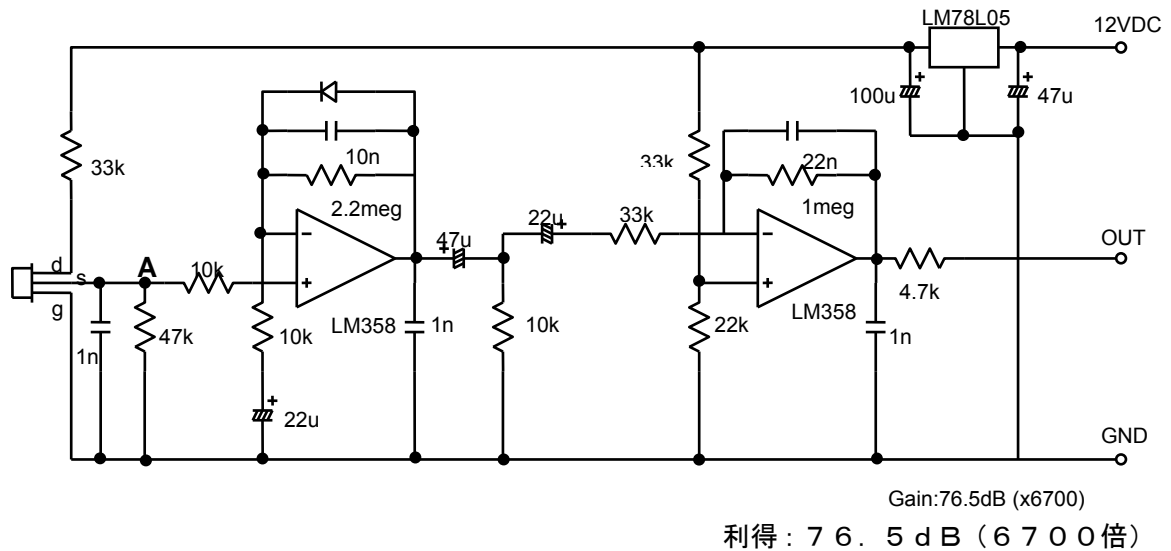 LM78L05
12VDC
100u
47u
10n
33k
33k
22n
2.2meg
1meg
22u
33k
47u
OUT
d
s
A
10k
g
4.7k
LM358
LM358
1n
47k
10k
1n
10k
22k
1n
22u
GND
Gain:76.5dB (x6700)
利得：７６．５ｄＢ（６７００倍）